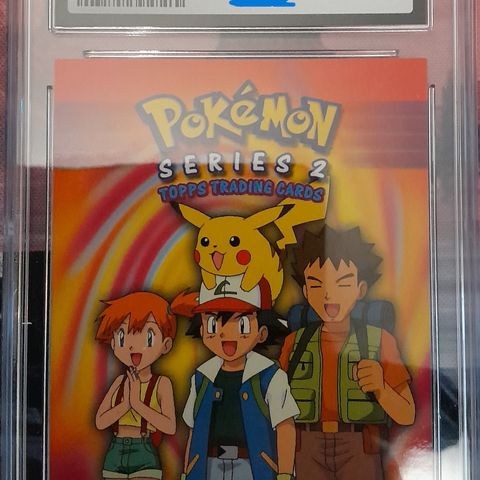 POKéMON
SERIES 2
TOPPS TRADING CARDS